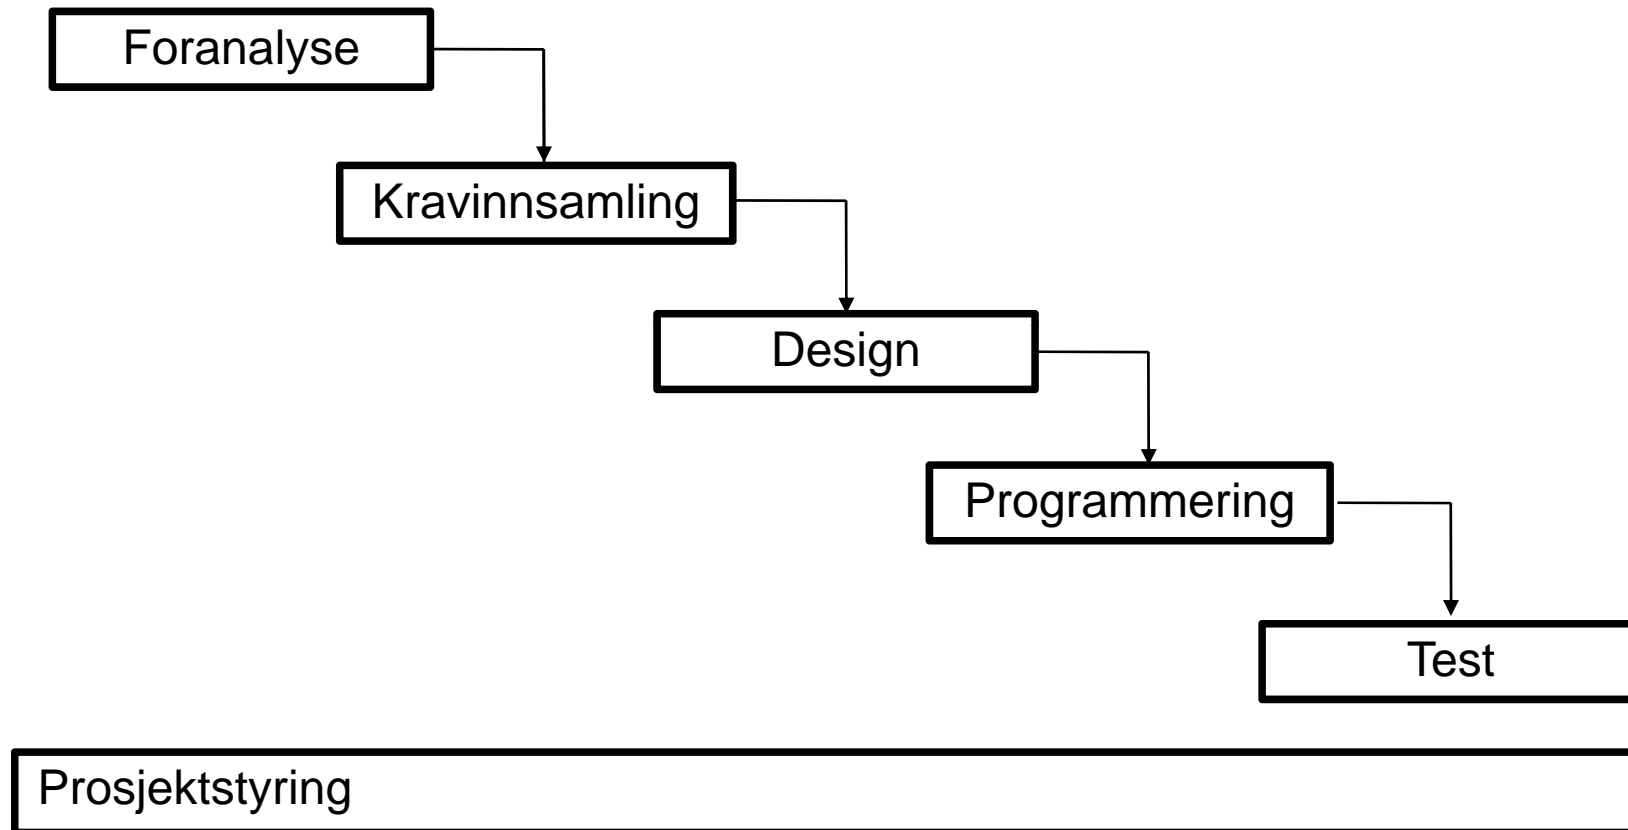 Foranalyse
Kravinnsamling
Design
Programmering
Test
Prosjektstyring